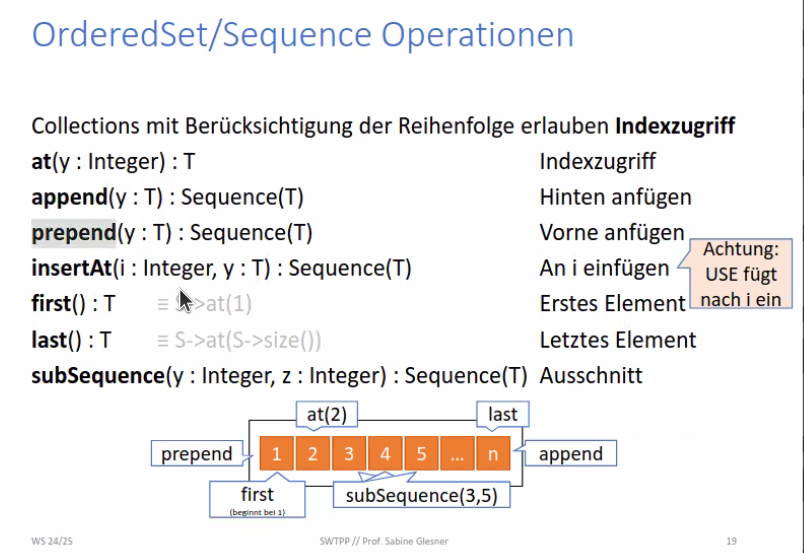 OrderedSet/Sequence Operationen
Collections mit Berücksichtigung der Reihenfolge erlauben Indexzugriff
at(y : Integer) : T Indexzugriff
append(y : T) : Sequence(T) Hinten anfügen
prepend(y : T) : Sequence(T) Vorne anfügen
insertAt(i : Integer, y : T) : Sequence(T) An i einfügen
Achtung:
USE fügt
nach i ein
first() : T ≡ S->at(1) Erstes Element
last() : T ≡ S->at(S->size()) Letztes Element
subSequence(y : Integer, z : Integer) : Sequence(T) Ausschnitt
at(2) last
prepend 1 2 3 4 5 ... n append
first subSequence(3,5)
(beginnt bei 1)
WS 24/25 SWTPP // Prof. Sabine Glesner 19